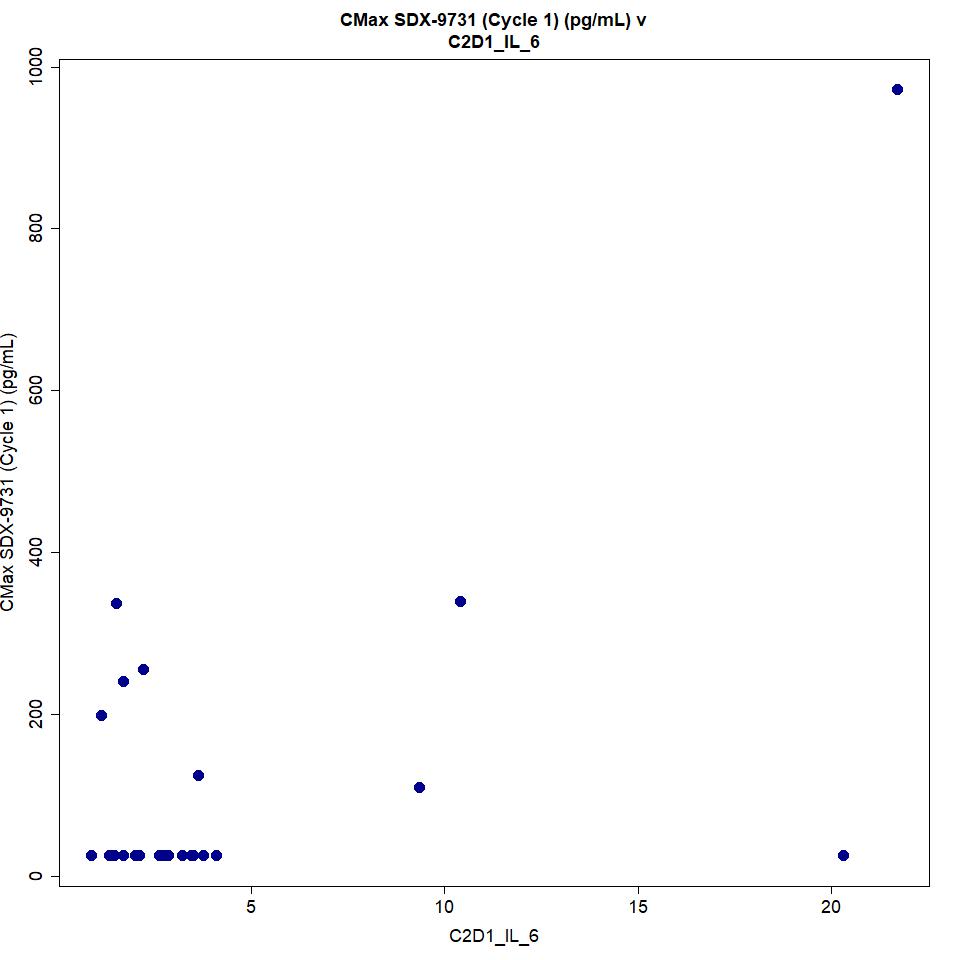 CMax SDX-9731 (Cycle 1) (pg/mL) v
C2D1_IL_6
1000
800
600
400
200
0
CMax SDX-9731 (Cycle 1) (pg/mL)
5 10 15 20
C2D1_IL_6